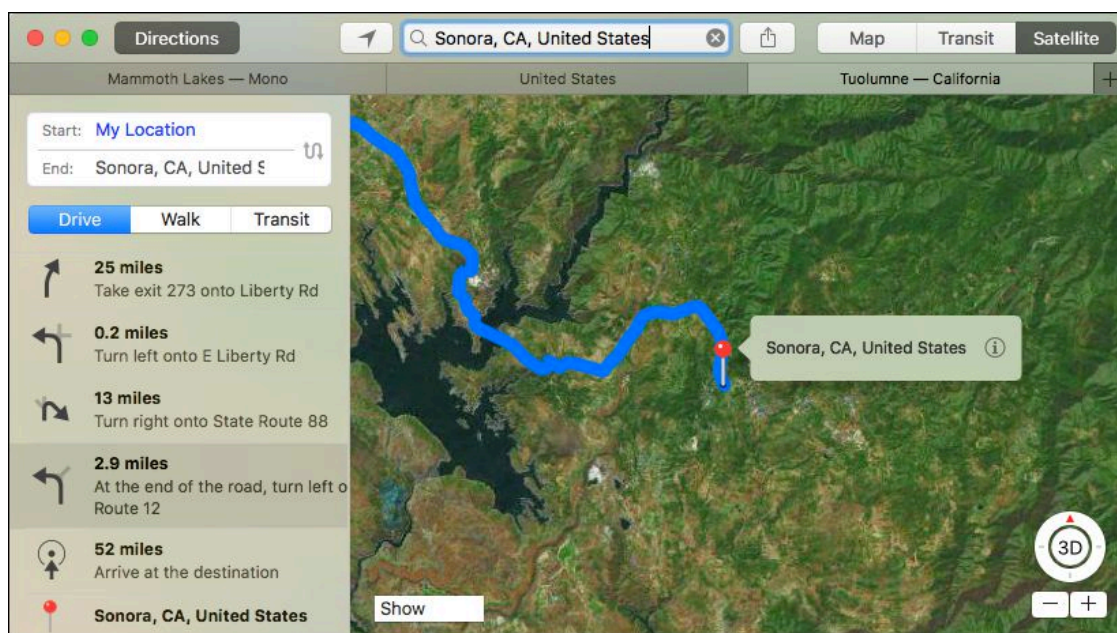 Directions
Sonora, CA, United States
Map
Transit
Satellite
Mammoth Lakes — Mono
United States
Tuolumne — California
+
Start: My Location
End: Sonora, CA, United S
Drive
Walk
Transit
25 miles
Take exit 273 onto Liberty Rd
0.2 miles
Turn left onto E Liberty Rd
13 miles
Turn right onto State Route 88
2.9 miles
At the end of the road, turn left o
Route 12
52 miles
Arrive at the destination
Sonora, CA, United States
Sonora, CA, United States
Show
3D